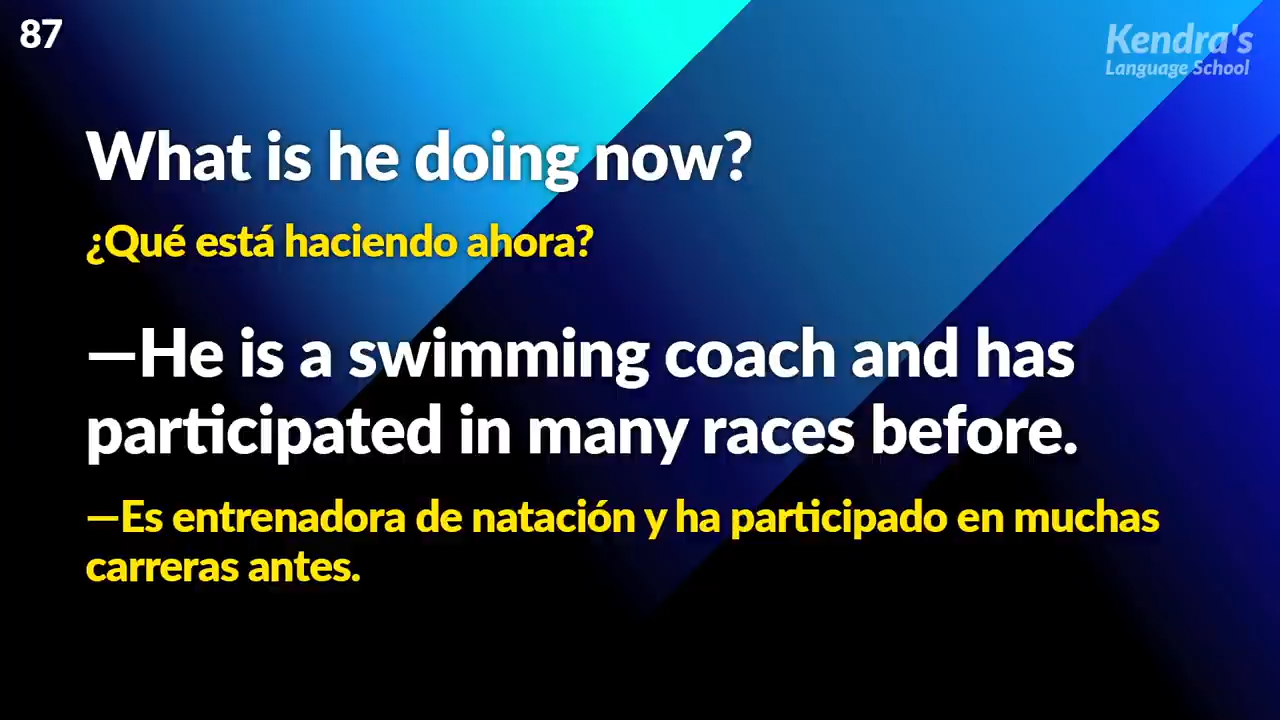 87
Kendra's
Language School
What is he doing now?
¿Qué está haciendo ahora?
—He is a swimming coach and has
participated in many races before.
—Es entrenadora de natación y ha participado en muchas
carreras antes.